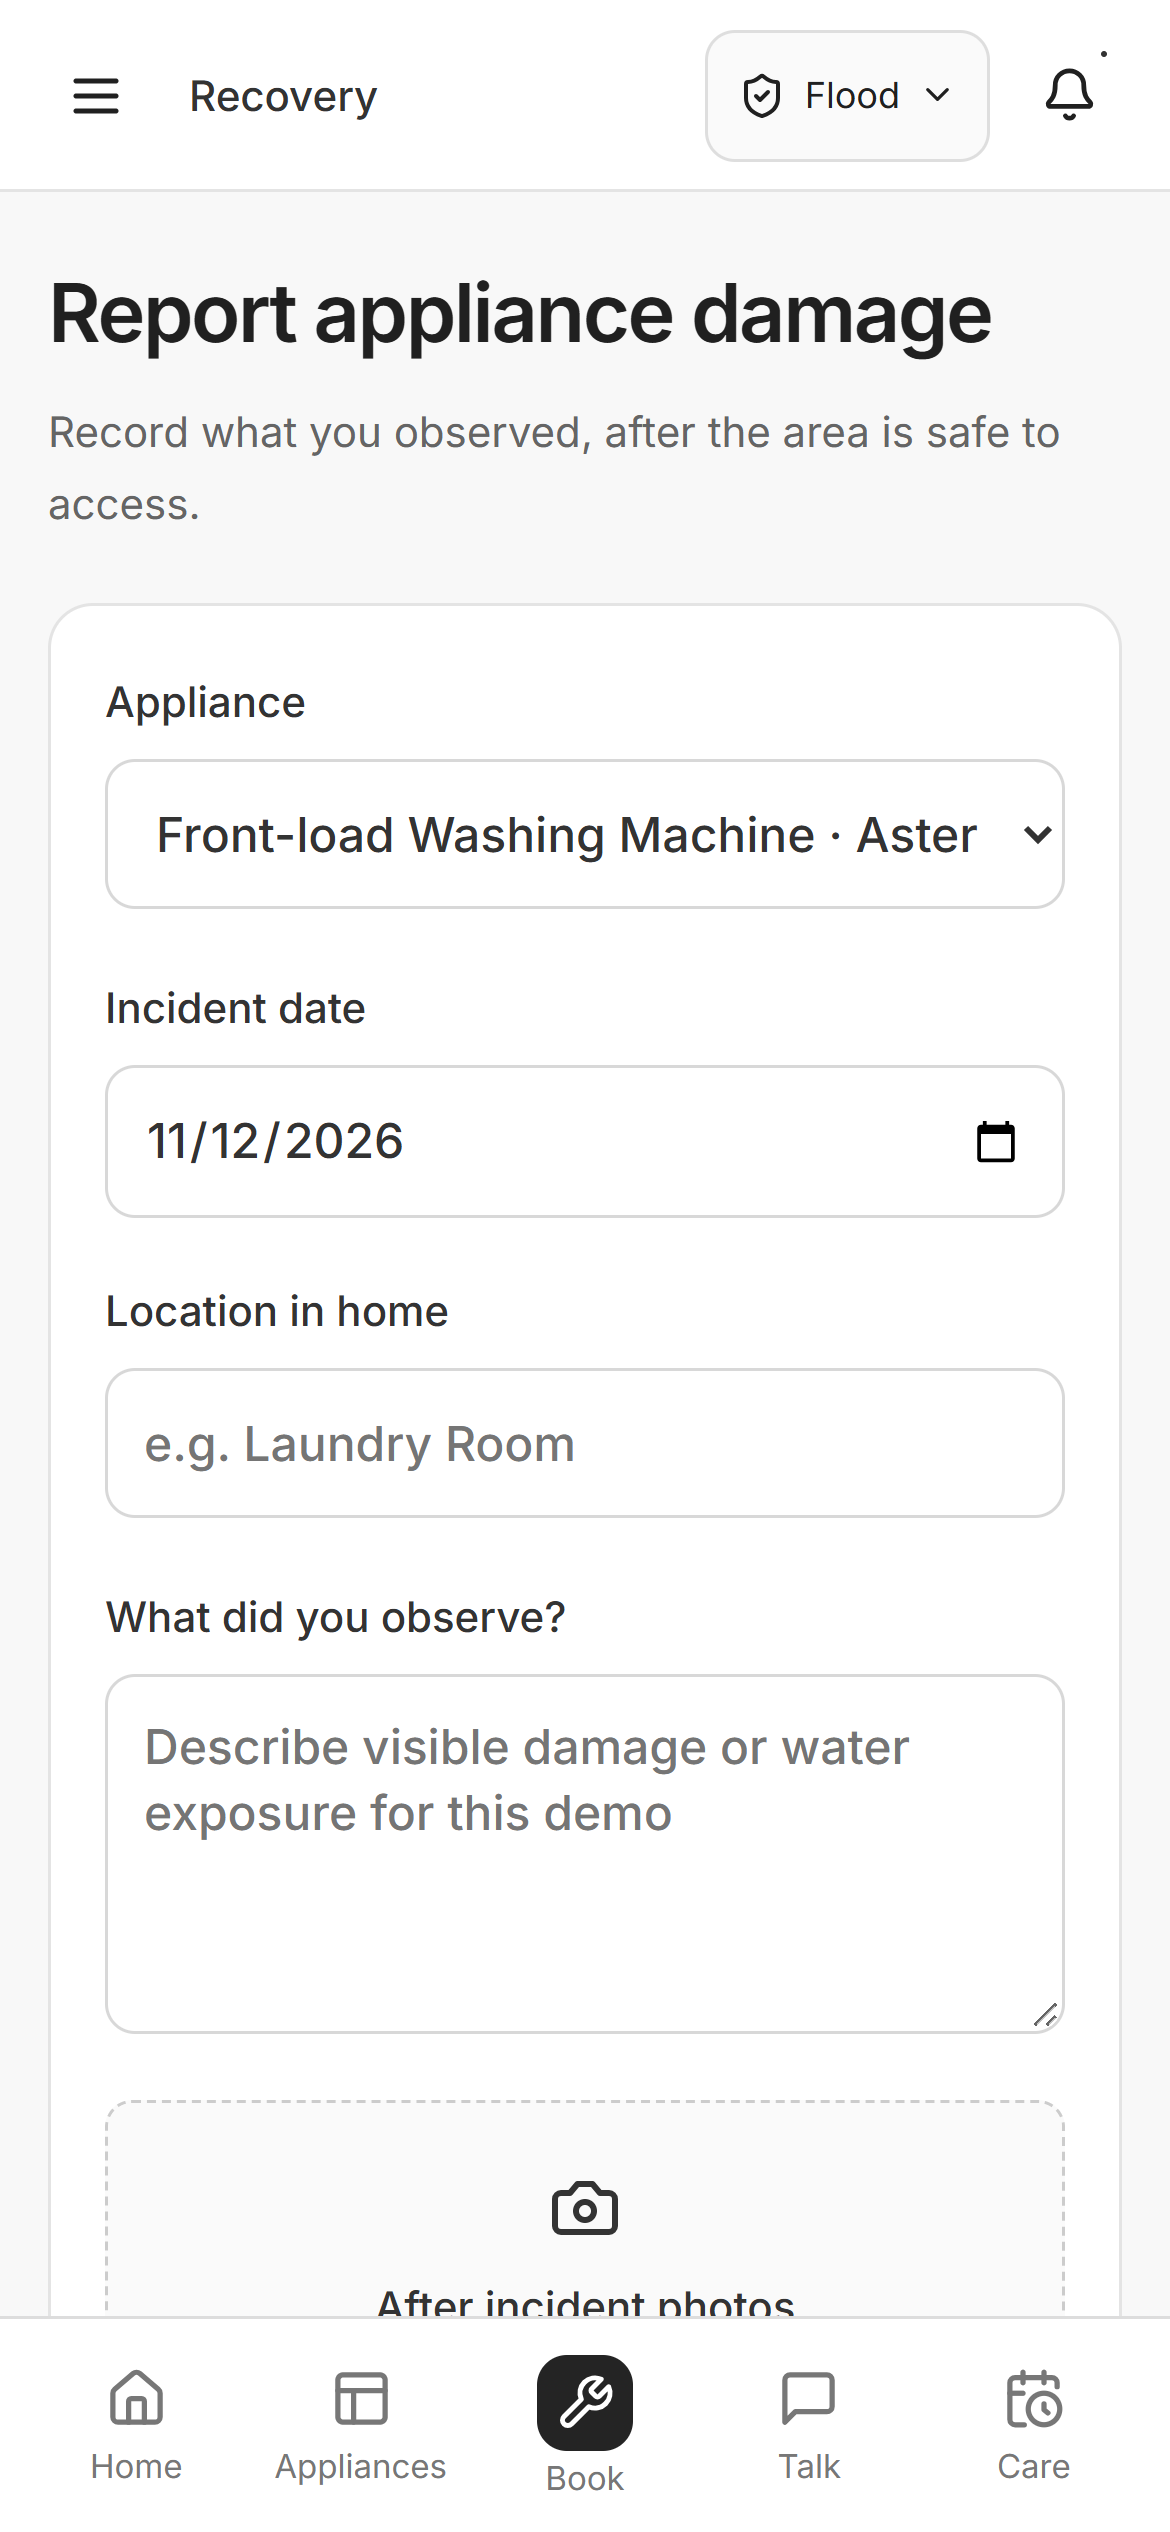 Recovery
Flood
Report appliance damage
Record what you observed, after the area is safe to
access.
Appliance
Front-load Washing Machine · Aster
Incident date
11/12/2026
Location in home
e.g. Laundry Room
What did you observe?
Describe visible damage or water
exposure for this demo
After incident photos
Home
Appliances
Book
Talk
Care